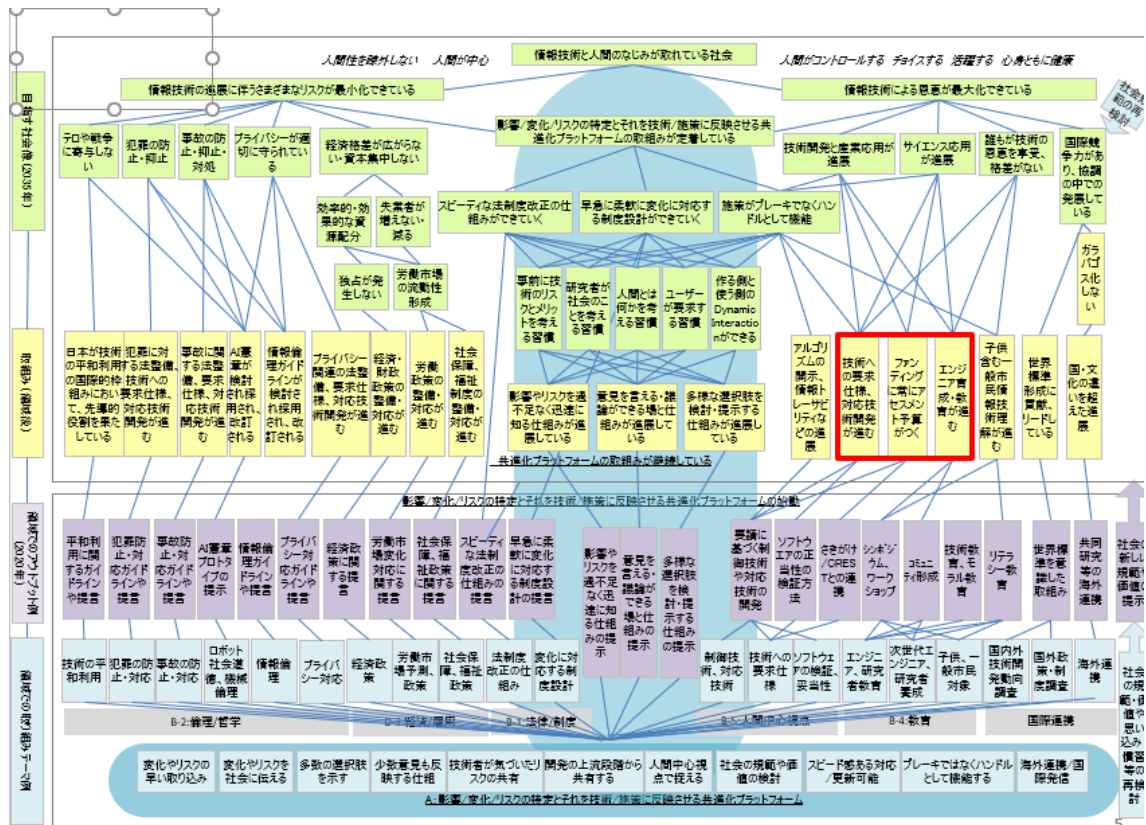 情報技術と人間のなじみが取れている社会
人間性を疎外しない 人間が中心
人間がコントロールする チョイスする 活躍する 心身ともに健康
情報技術の進展に伴うさまざまなリスクが最小化できている
情報技術による恩恵が最大化できている
目指す社会像(2035年)
テロや戦争
に寄与しない
犯罪の防
止・抑止
事故の防
止・抑止・
対処
プライバシーが適
切に守られている
経済格差が広がらな
い・資本集中しない
影響/変化/リスクの特定とそれを技術/施策に反映させる共
進化プラットフォームの取組みが定着している
技術開発と産業応用が
進展
サイエンス応用
が進展
誰もが技術の
恩恵を享受、
格差がない
国際競
争力があ
り、協調
の中での
発展して
いる
社会規
範の再
検討
効率的・効
果的な資
源配分
失業者が
増えない・
減る
スピーディな法制度改正の仕
組みができていく
早急に柔軟に変化に対応す
る制度設計ができていく
施策がブレーキでなくハン
ドルとして機能
独占が発
生しない
労働市場
の流動性
形成
事前に技
術のリス
クとメリッ
トを考え
る習慣
研究者が
社会のこ
とを考え
る習慣
人間とは
何かを考
える習慣
ユーザー
が要求す
る習慣
作る側と
使う側の
Dynamic
Interactio
nができる
ガラ
パゴ
ス化し
ない
取組み(領域後)
日本が技術
の平和利用
の国際的枠
組みにおい
て、先導的
役割を果た
している
犯罪に対
する法整備、
技術への
要求仕様、
対応技術
開発が進
む
事故に関
する法整
備、要求
仕様、対
応技術開
発が進
む
AI憲章
が検討
され採
用され、
改訂さ
れる
情報倫
理ガイド
ラインが
検討され
採用され、
改訂され
る
プライバシー
関連の法整
備、要求仕
様、対応技
術開発が進
む
経済・
財政政
策の整
備・対
応が進
む
労働
政策の
整備・
対応が
進む
社会
保障、
福祉
制度の
整備・
対応が
進む
影響やリスクを過
不足なく迅速に
知る仕組みが進
展している
意見を言える・議
論ができる場と仕
組みが進展して
いる
多様な選択肢を
検討・提示する
仕組みが進展し
ている
アルゴリ
ズムの開
示、情報ト
レーサビリ
ティなどの
進展
技術へ
の要求
仕様、
対応技
術開発
が進む
ファン
ディング
に常にア
セスメン
ト予算が
つく
エンジニ
ア育成・
教育が
進む
子供
含む一
般市民
の情報
技術理
解が進
む
世界
標準
形成に
貢献、
リードし
ている
国・文
化の違
いを超
えた進
展
共進化プラットフォームの取組みが継続している
影響/変化/リスクの特定とそれを技術/施策に反映させる共進化プラットフォームの始動
(2020年)
平和利
用に関
するガイ
ドライン
や提言
犯罪防
止・対応
ガイドラ
インや提
言
事故防
止・対応
ガイドラ
インや提
言
AI憲章
プロトタ
イプの提
示
情報倫
理ガイド
ラインや
提言
プライバ
シー対
応ガイド
ラインや
提言
経済政
策に関
する提
言
労働市
場変化
対応に
関する
提言
社会保
障、福
祉政策
に関す
る提言
スピーディ
な法制
度改正の
仕組みの
提言
早急に柔
軟に変化
に対応す
る制度設
計の提言
影響や
リスクを
過不足
なく迅
速に知
る仕組
みの提
示
意見を
言える・
議論が
できる
場と仕
組みの
提示
多様な
選択肢
を検討・
提示す
る仕組
みの提
示
要請に
基づく制
御技術
や対応
技術の
開発
ソフトウ
エアの正
当性の
検証方
法
さきがけ
/CRES
Tとの連
携
シンポジ
ウム、ワーク
ショップ
コミュニ
ティ形成
技術教
育、モラ
ル教育
リテラ
シー教育
世界標
準を意
識した
取組み
共同研
究等の
海外連
携
社会の
新しい
規範や
価値の
提示
技術の平
和利用
犯罪の防
止・対応
事故の防
止・対応
ロボット
社会道
徳、機械
倫理
情報倫
理
プライバ
シー対応
経済政
策
労働市
場予測、
政策
社会保
障、福祉
政策
法制度
改正の仕
組み
変化に対
応する制
度設計
制御技
術、対応
技術
技術への
要求仕
様
ソフトウェ
アの検証、
妥当性
エンジニ
ア、研究者
教育
次世代エ
ンジニア、
研究者
養成
子供、一
般市民
対象
国内外
技術開
発動向
調査
国外政
策・制
度調査
海外連
携
B-2:倫理/哲学
B-1:法律/制度
B-5:人間中心視点
B-4:教育
国際連携
変化やリスクの
早い取り込み
変化やリスクを
社会に伝える
多数の選択肢
を示す
少数意見も反
映する仕組
技術者が気づいたリ
スクの共有
開発の上流段階から
共有する
人間中心視
点で捉える
社会の規範や価
値の検討
スピード感ある対応
/更新可能
ブレーキではなくハンド
ルとして機能する
海外連携/国
際発信
A:影響/変化/リスクの特定とそれを技術/施策に反映させる共進化プラットフォーム